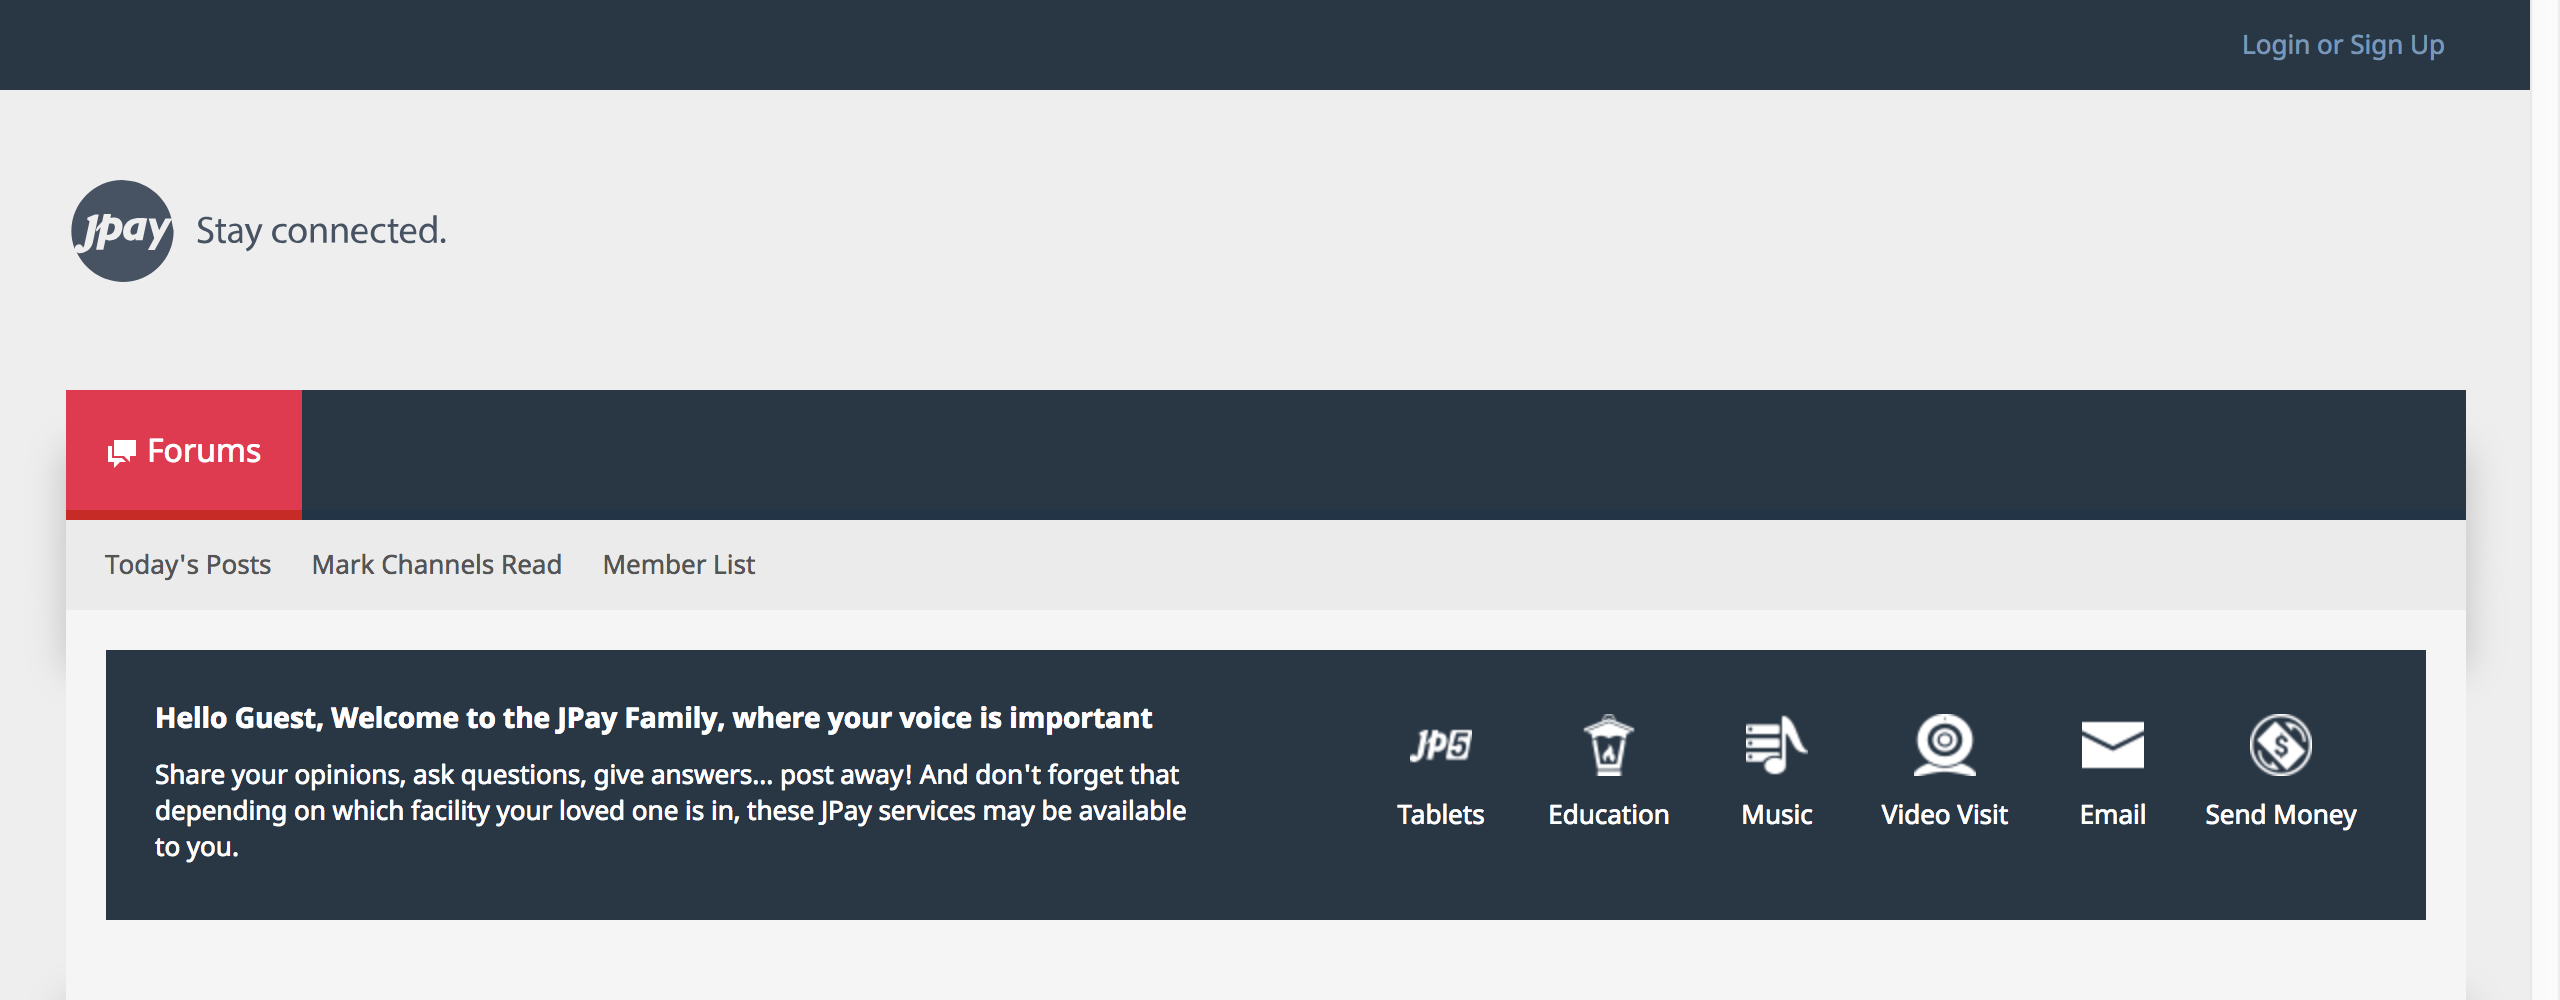 Login or Sign Up
JPay Stay connected.
Forums
Today's Posts Mark Channels Read Member List
Hello Guest, Welcome to the JPay Family, where your voice is important
Share your opinions, ask questions, give answers... post away! And don't forget that
depending on which facility your loved one is in, these JPay services may be available
to you.
JP5
$
Tablets Education Music Video Visit Email Send Money